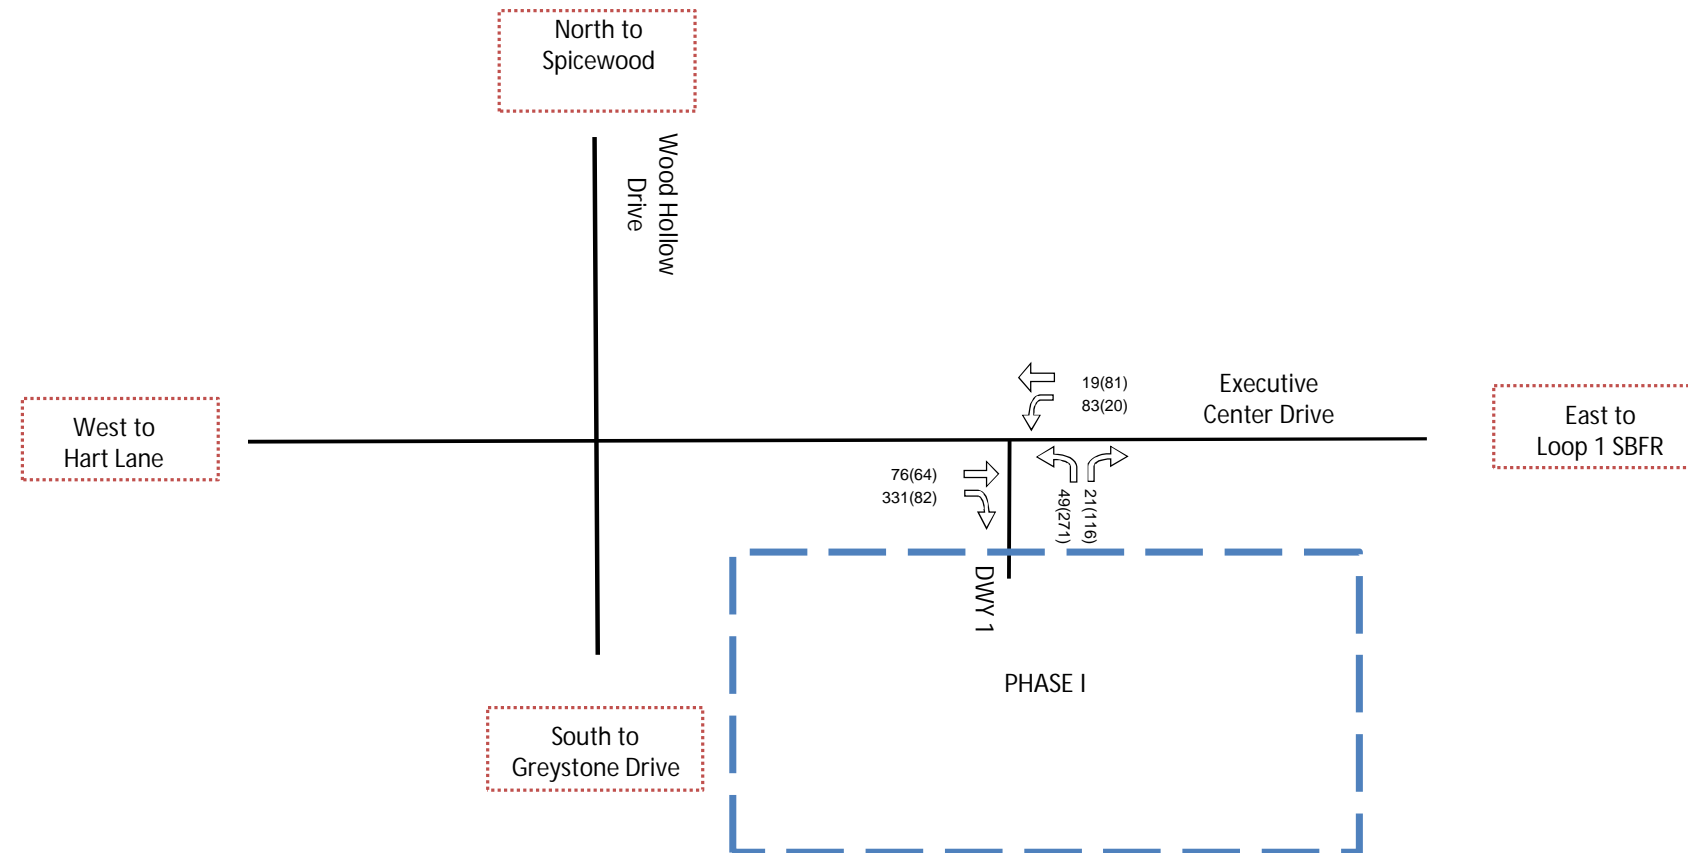 North to
Spicewood
Wood Hollow
Drive
19(81)
83(20)
Executive
Center Drive
East to
Loop 1 SBFR
West to
Hart Lane
76(64)
331(82)
49(271)
21(116)
DWY 1
PHASE I
South to
Greystone Drive